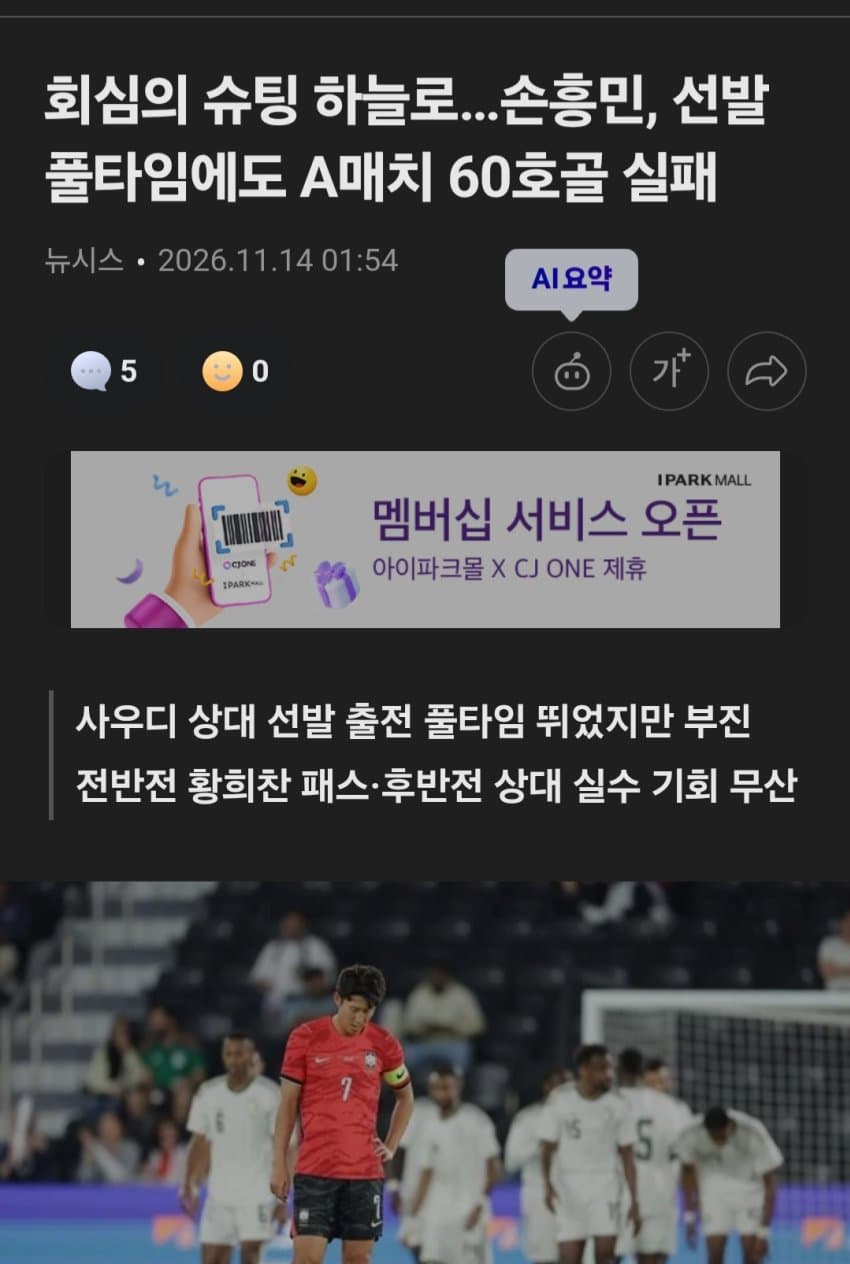 회심의 슈팅 하늘로…손흥민, 선발
풀타임에도 A매치 60호골 실패
뉴시스 • 2026.11.14 01:54
AI요약
5
0
가+
IPARK MALL
멤버십 서비스 오픈
아이파크몰 X CJ ONE 제휴
CJ ONE
IPARK MALL
사우디 상대 선발 출전 풀타임 뛰었지만 부진
전반전 황희찬 패스·후반전 상대 실수 기회 무산
6
7
15
5
6
7